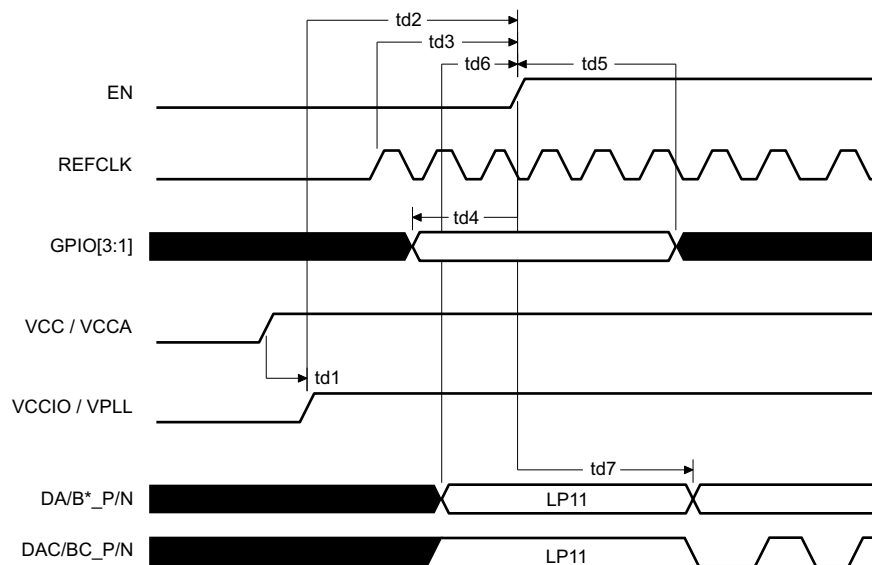 td2
td3
td6
td5
EN
REFCLK
td4
GPIO[3:1]
VCC / VCCA
td1
VCCIO / VPLL
td7
DA/B*_P/N
LP11
DAC/BC_P/N
LP11